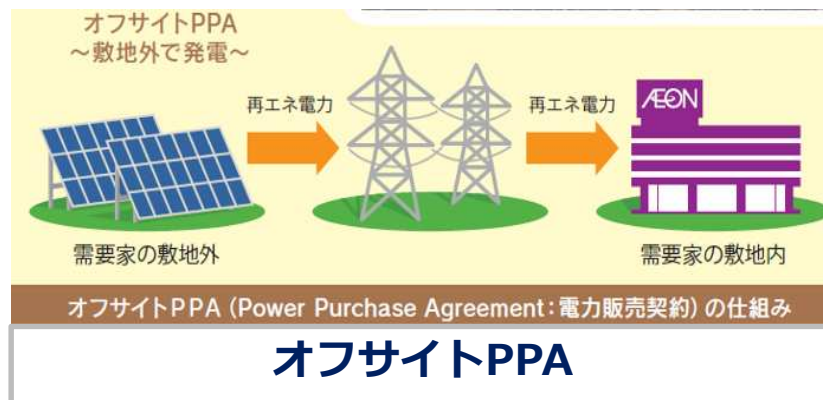 オフサイトPPA
～敷地外で発電～
再エネ電力
再エネ電力
ÆON
需要家の敷地外
需要家の敷地内
オフサイトPPA（Power Purchase Agreement：電力販売契約）の仕組み
オフサイトPPA